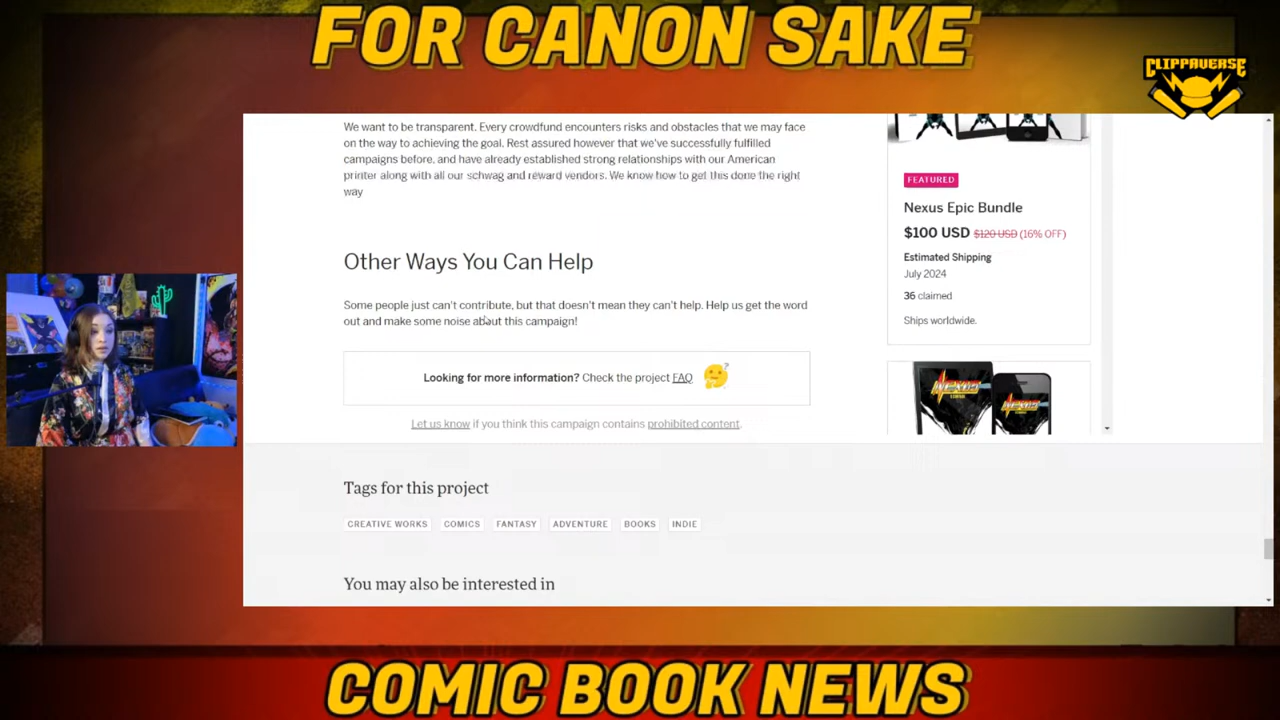 FOR CANON SAKE
CLIPPAVERSE
We want to be transparent. Every crowdfund encounters risks and obstacles that we may face
on the way to achieving the goal. Rest assured however that we've successfully fulfilled
campaigns before, and have already established strong relationships with our American
printer along with all our schwag and reward vendors. We know how to get this done the right
way
Other Ways You Can Help
Some people just can't contribute, but that doesn't mean they can't help. Help us get the word
out and make some noise about this campaign!
Looking for more information? Check the project FAQ
Let us know if you think this campaign contains prohibited content.
FEATURED
Nexus Epic Bundle
$100 USD $120 USD (16% OFF)
Estimated Shipping
July 2024
36 claimed
Ships worldwide.
NEXUS
NEXUS
Tags for this project
CREATIVE WORKS COMICS FANTASY ADVENTURE BOOKS INDIE
You may also be interested in
COMIC BOOK NEWS